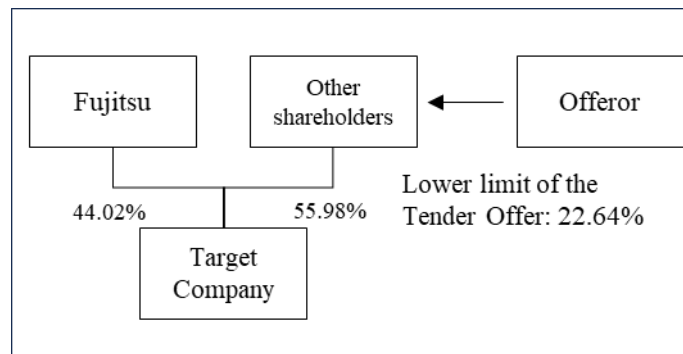 Fujitsu
Other
shareholders
Offeror
44.02%
55.98%
Lower limit of the
Tender Offer: 22.64%
Target
Company